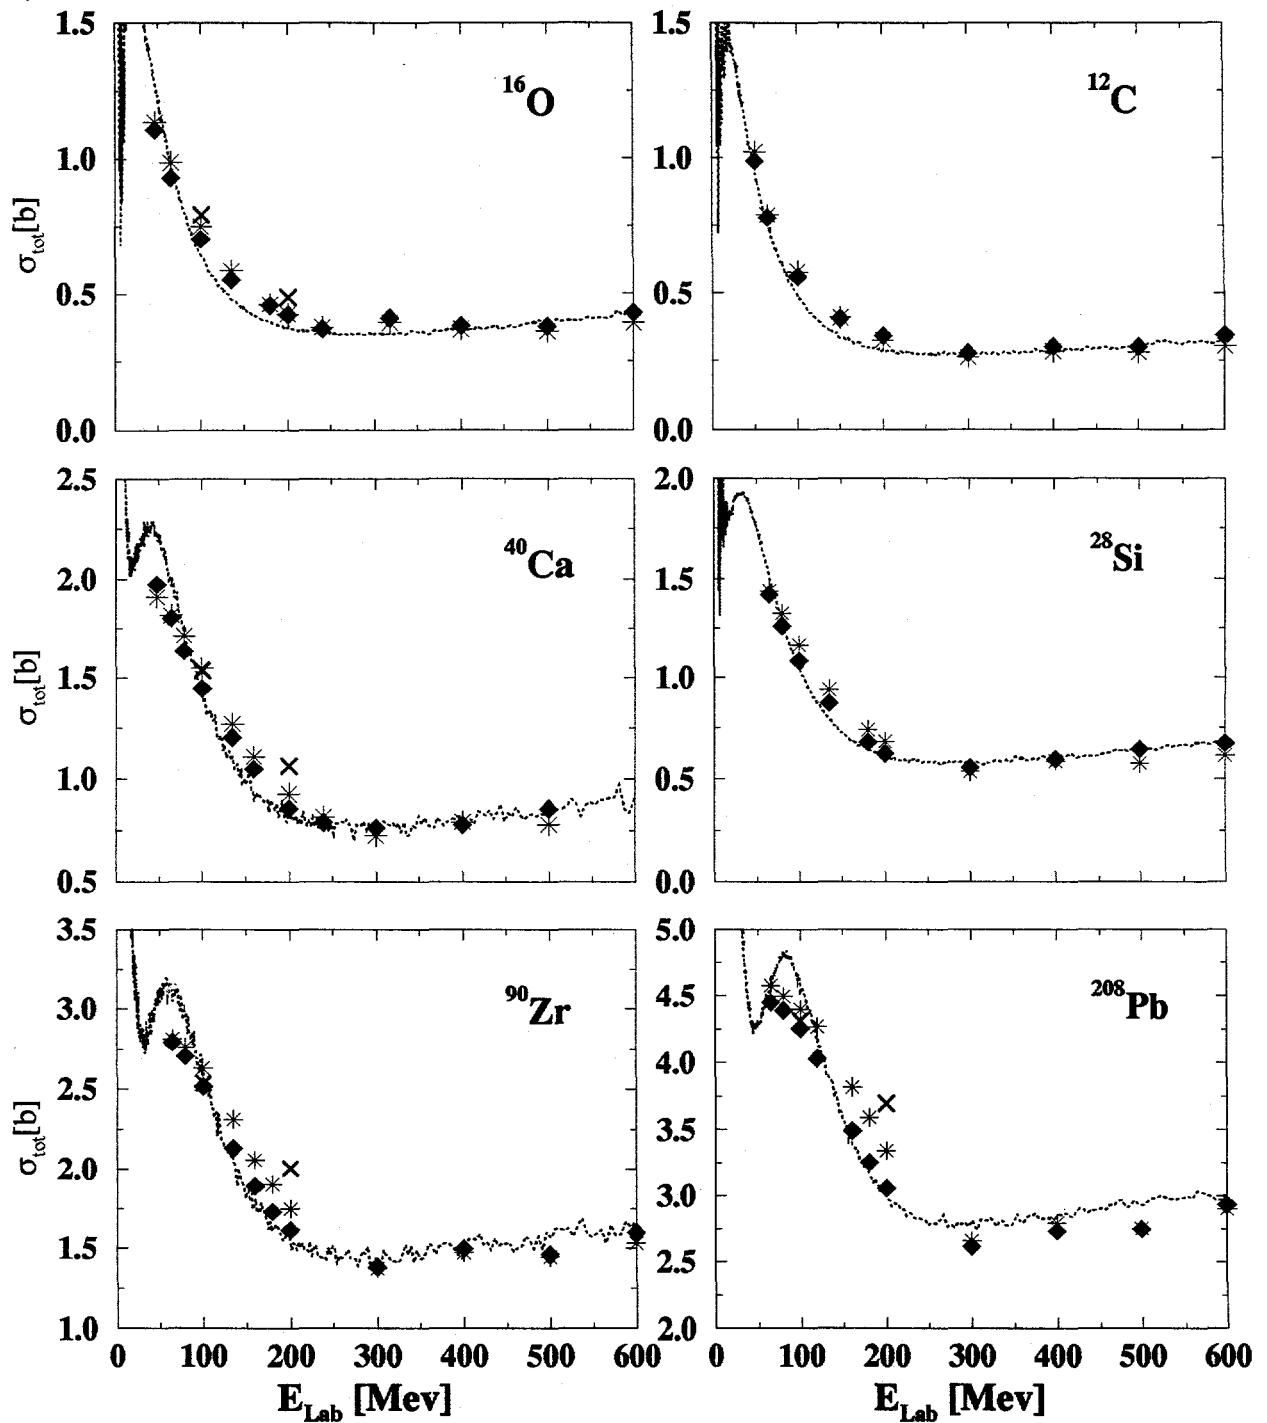 1.5 1.5
16O 12C
1.0 1.0
σtot[b]
0.5 0.5
0.0 0.0
2.5 2.0
40Ca 28Si
2.0 1.5
σtot[b]
1.5 1.0
1.0 0.5
0.5 0.0
3.5 5.0
90Zr 208Pb
3.0 4.5
4.0
2.5 3.5
σtot[b]
2.0 3.0
1.5 2.5
1.0 2.0
0 100 200 300 400 500 600 0 100 200 300 400 500 600
ELab [Mev] ELab [Mev]